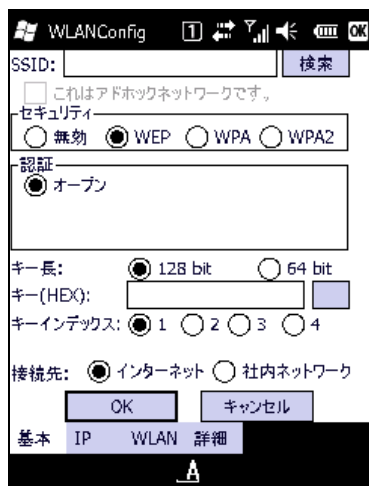 WLANConfig 1 OK
SSID: 検索
これはアドホックネットワークです。
セキュリティ
無効 WEP WPA WPA2
認証
オープン
キー長: 128 bit 64 bit
キー(HEX):
キーインデックス: 1 2 3 4
接続先: インターネット 社内ネットワーク
OK キャンセル
基本 IP WLAN 詳細
A